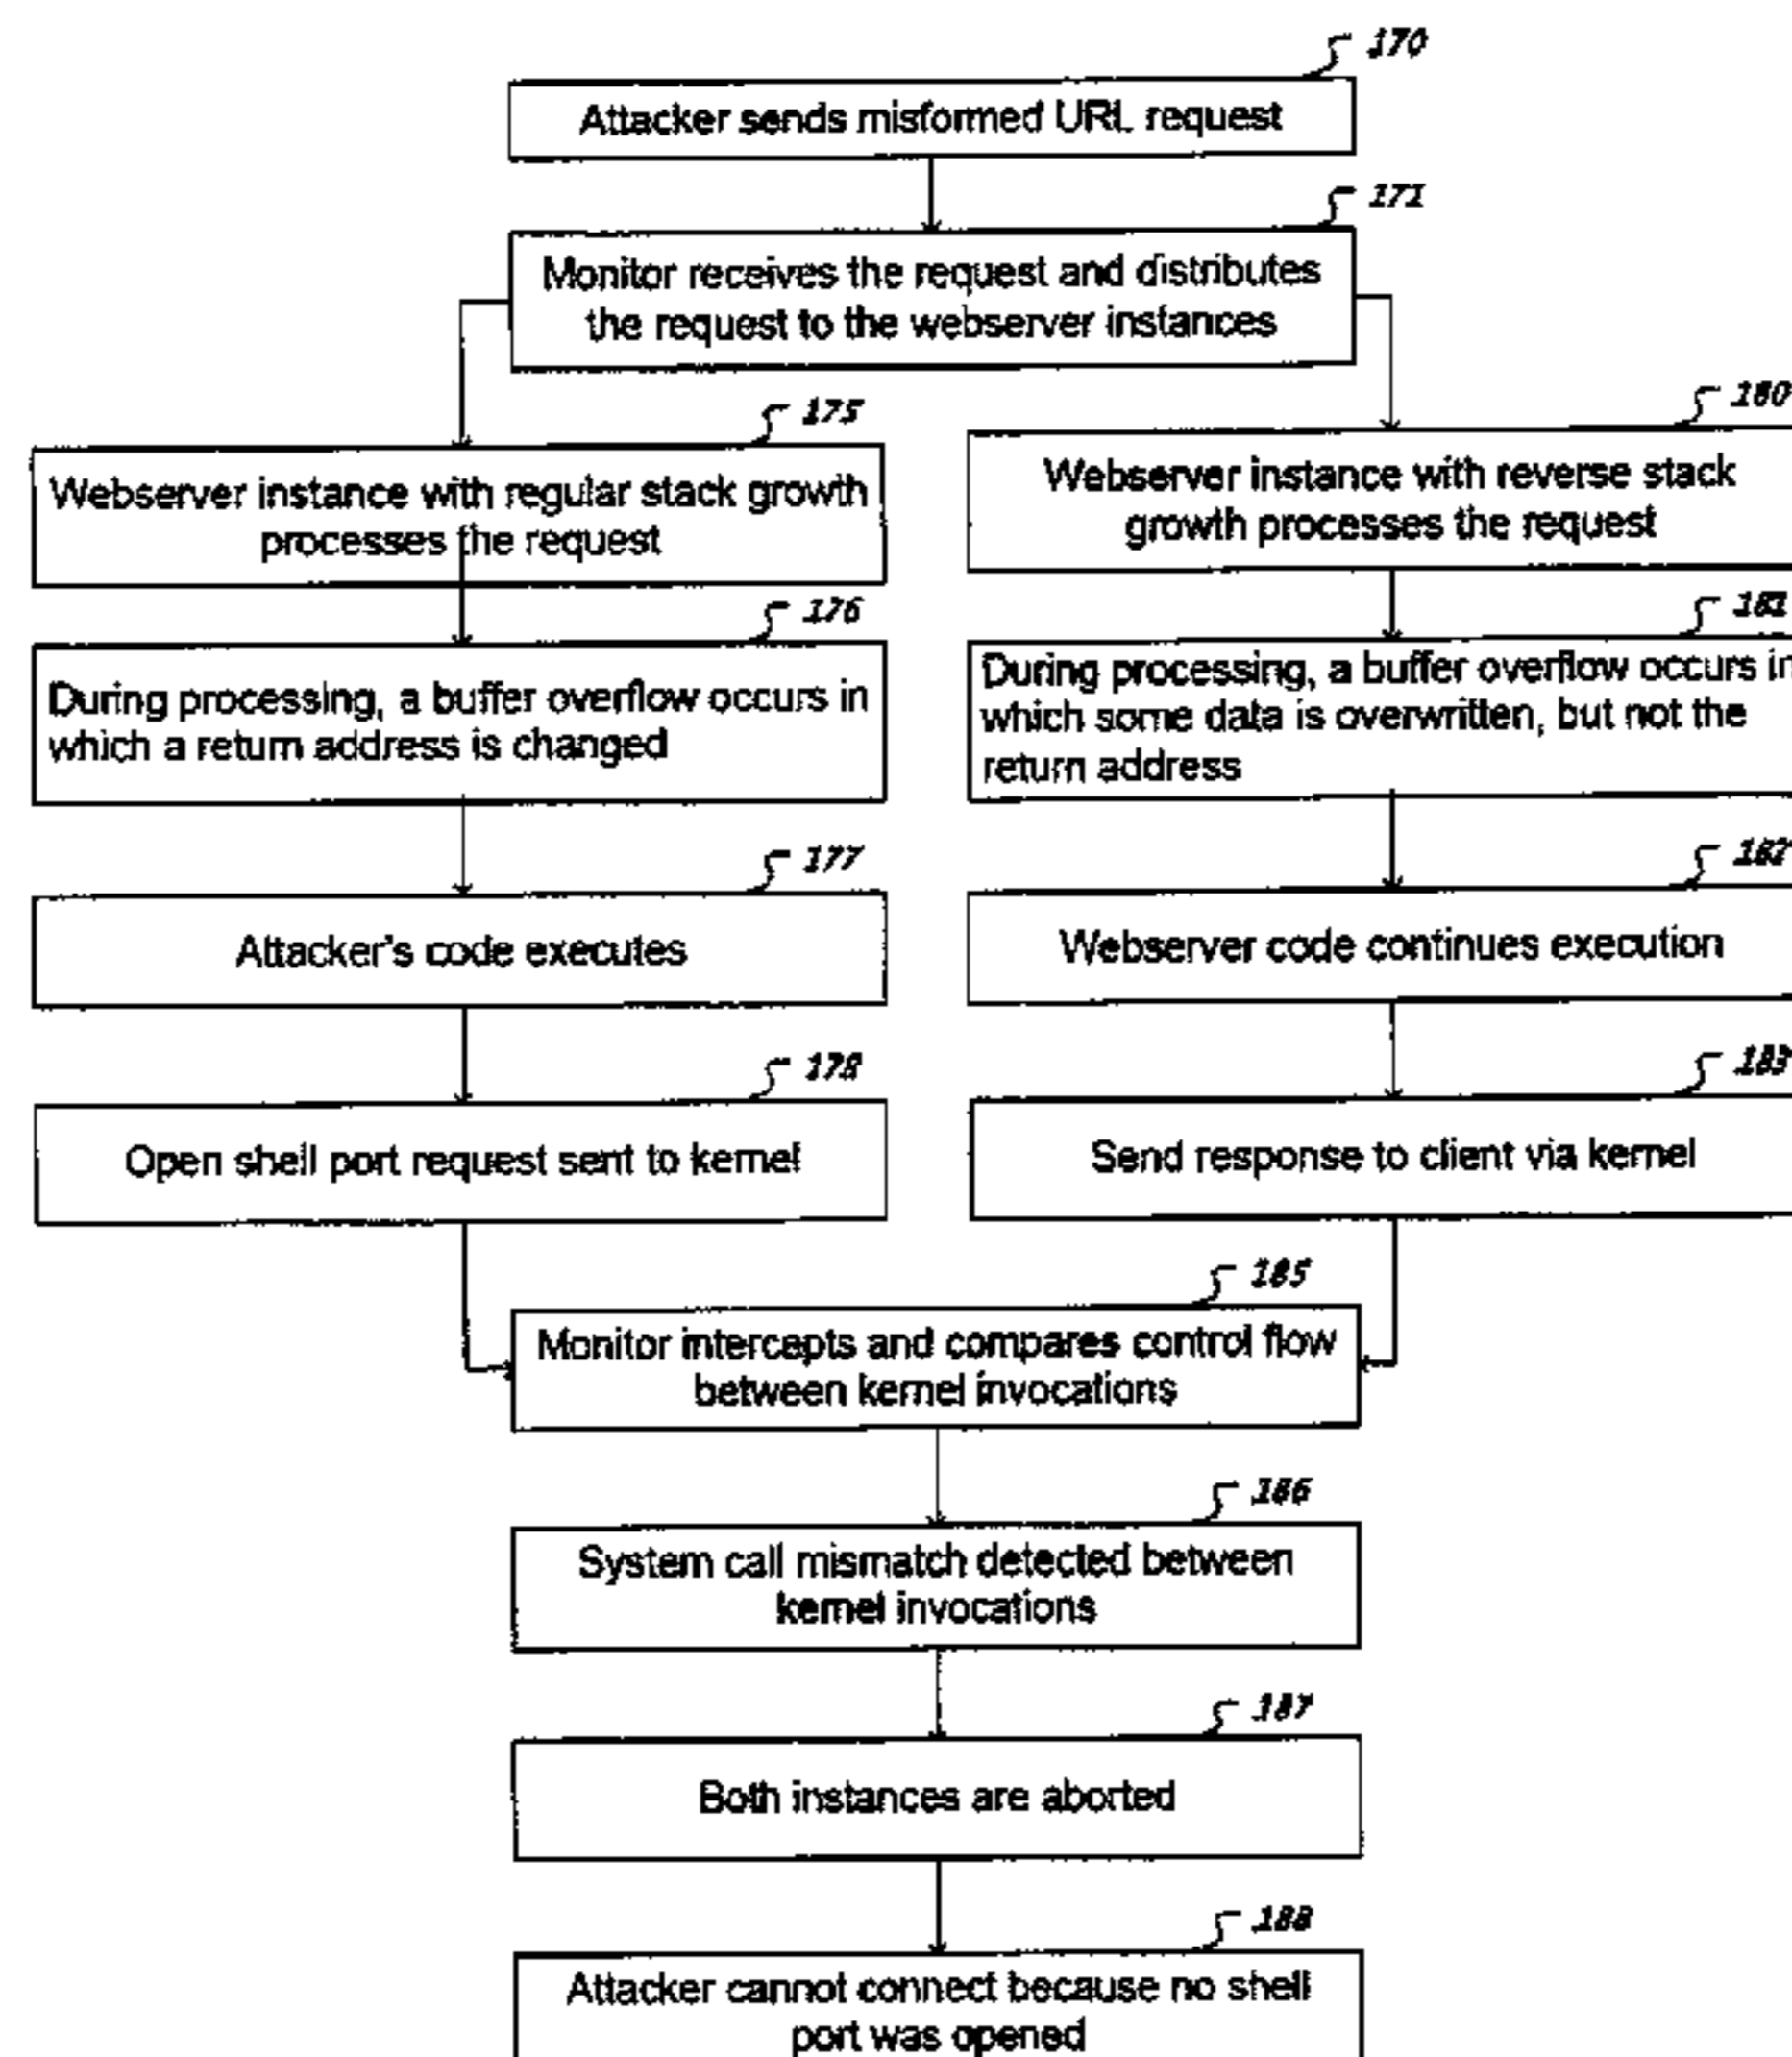 170
Attacker sends misformed URL request
171
Monitor receives the request and distributes
the request to the webserver instances
175
Webserver instance with regular stack growth
processes the request
180
Webserver instance with reverse stack
growth processes the request
176
During processing, a buffer overflow occurs in
which a return address is changed
181
During processing, a buffer overflow occurs in
which some data is overwritten, but not the
return address
177
Attacker's code executes
182
Webserver code continues execution
178
Open shell port request sent to kernel
183
Send response to client via kernel
185
Monitor intercepts and compares control flow
between kernel invocations
186
System call mismatch detected between
kernel invocations
187
Both instances are aborted
188
Attacker cannot connect because no shell
port was opened